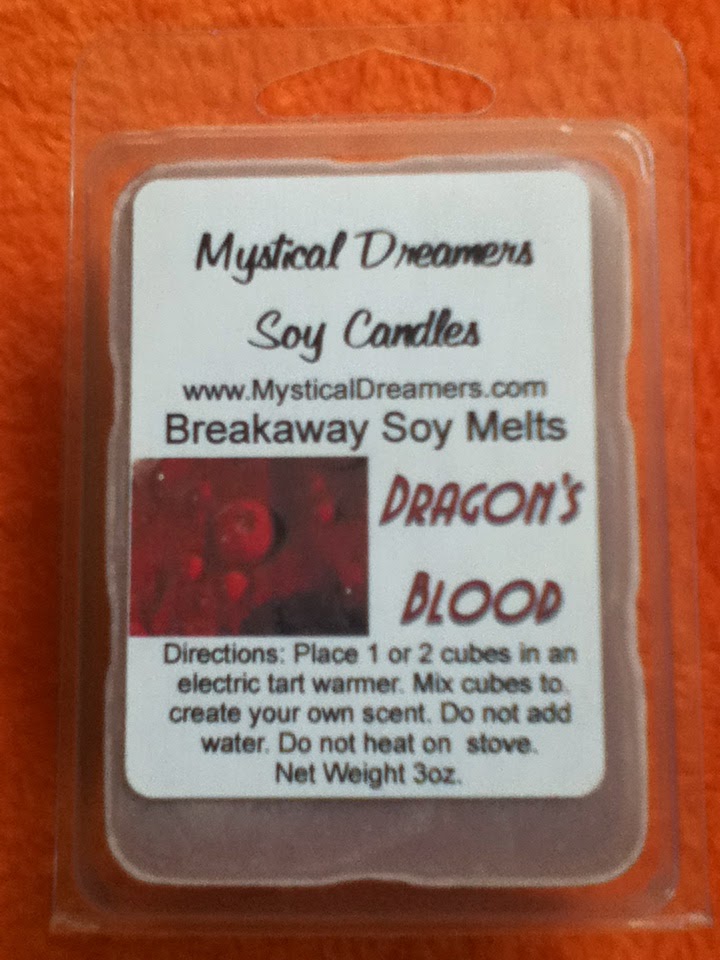 Mystical Dreamers
Soy Candles
www.MysticalDreamers.com
Breakaway Soy Melts
DRAGON'S
BLOOD
Directions: Place 1 or 2 cubes in an
electric tart warmer. Mix cubes to
create your own scent. Do not add
water. Do not heat on stove.
Net Weight 3oz.